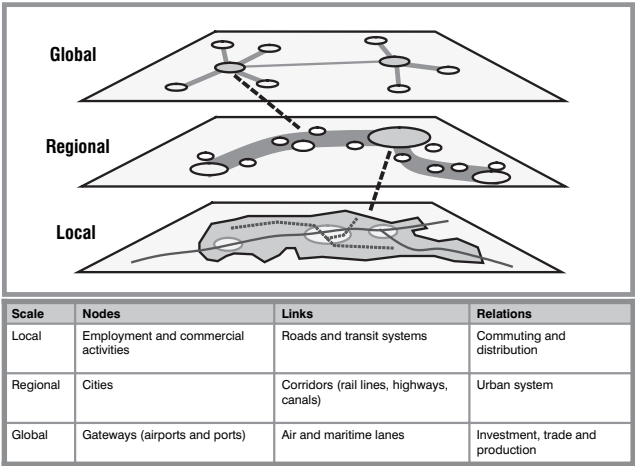 Global
Regional
Local
Scale Nodes Links Relations
Local Employment and commercial activities Roads and transit systems Commuting and distribution
Regional Cities Corridors (rail lines, highways, canals) Urban system
Global Gateways (airports and ports) Air and maritime lanes Investment, trade and production